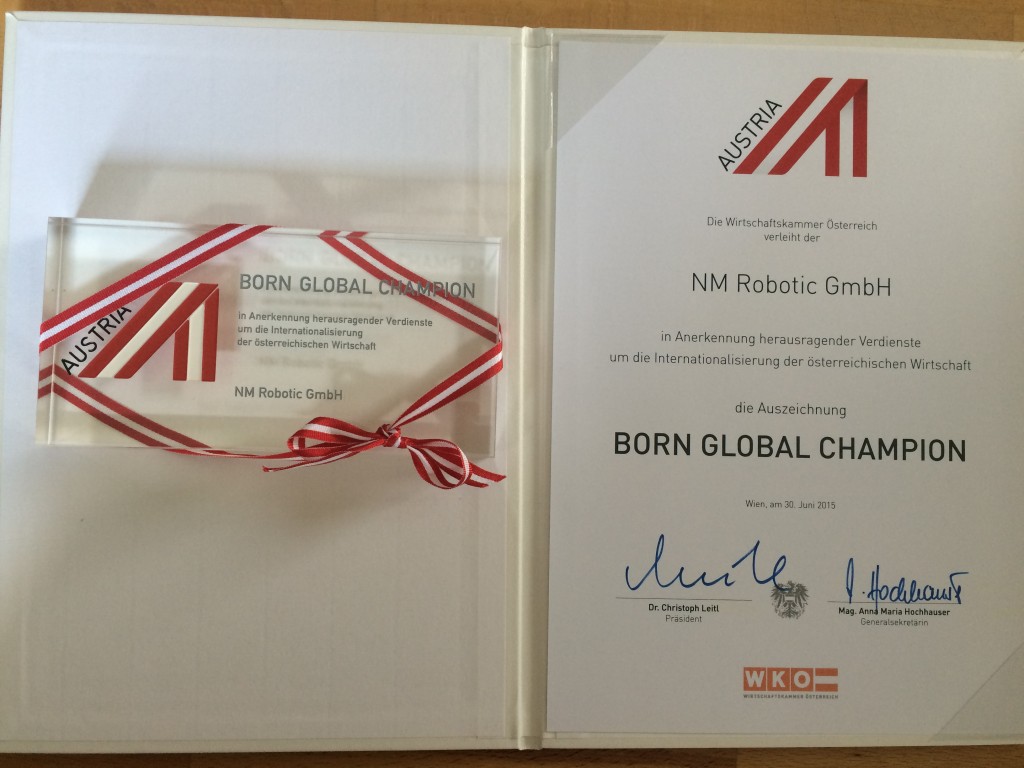 AUSTRIA
BORN GLOBAL CHAMPION
in Anerkennung herausragender Verdienste
um die Internationalisierung
der österreichischen Wirtschaft
NM Robotic GmbH
AUSTRIA
Die Wirtschaftskammer Österreich
verleiht der
NM Robotic GmbH
in Anerkennung herausragender Verdienste
um die Internationalisierung der österreichischen Wirtschaft
die Auszeichnung
BORN GLOBAL CHAMPION
Wien, am 30. Juni 2015
Dr. Christoph Leitl
Präsident
Mag. Anna Maria Hochhauser
Generalsekretärin
WKO
WIRTSCHAFTSKAMMER ÖSTERREICH